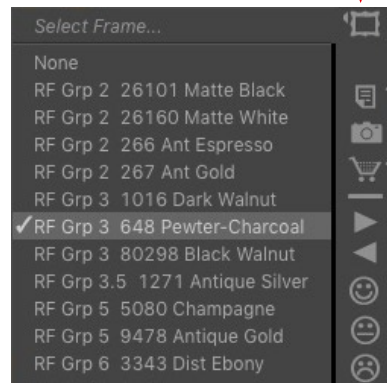 Select Frame...
None
RF Grp 2  26101 Matte Black
RF Grp 2  26160 Matte White
RF Grp 2  266 Ant Espresso
RF Grp 2  267 Ant Gold
RF Grp 3  1016 Dark Walnut
✓RF Grp 3  648 Pewter-Charcoal
RF Grp 3  80298 Black Walnut
RF Grp 3.5  1271 Antique Silver
RF Grp 5  5080 Champagne
RF Grp 5  9478 Antique Gold
RF Grp 6  3343 Dist Ebony